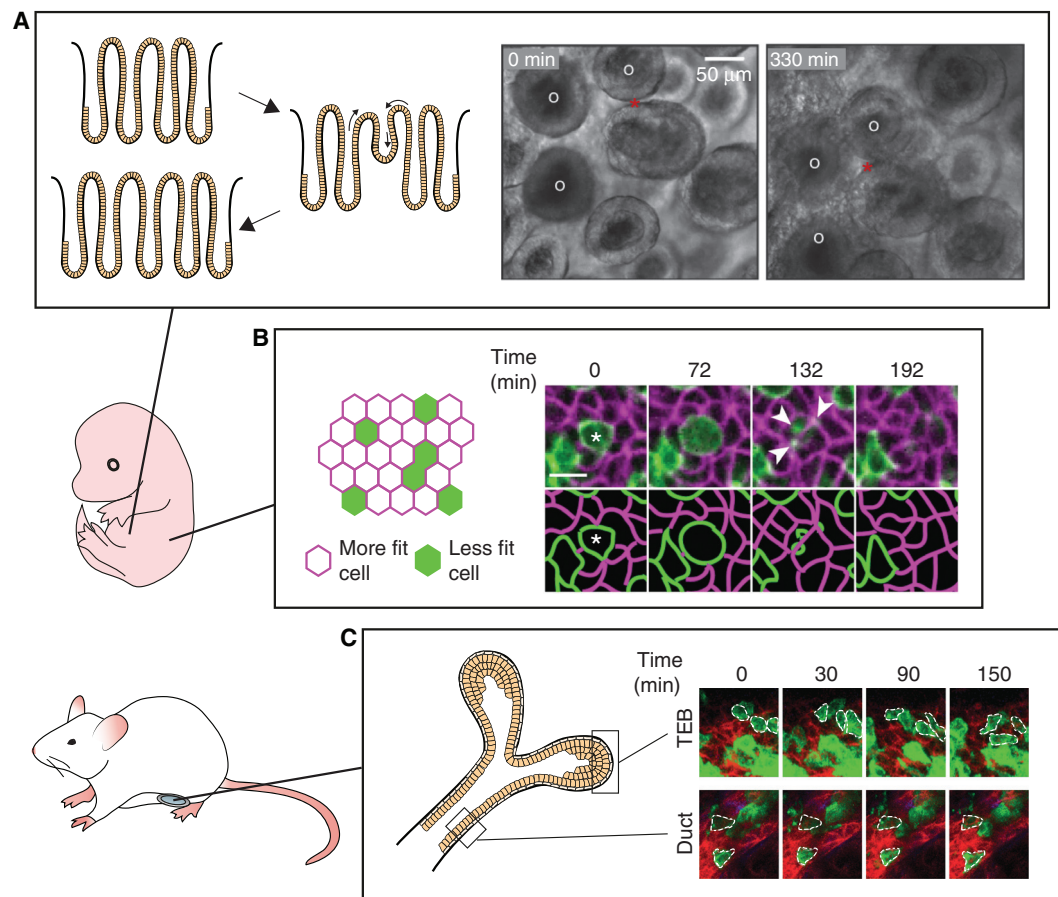 A
0 min
50 μm
330 min
o
o
o
*
o
o
o
*
B
Time
(min)
0
72
132
192
*
*
More fit
cell
Less fit
cell
C
Time
(min)
0
30
90
150
TEB
Duct